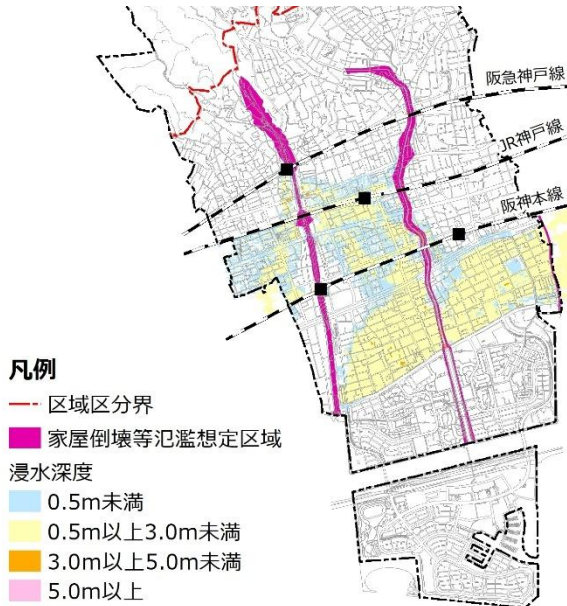 阪急神戸線
JR神戸線
阪神本線
凡例
区域区分界
家屋倒壊等氾濫想定区域
浸水深度
0.5m未満
0.5m以上3.0m未満
3.0m以上5.0m未満
5.0m以上